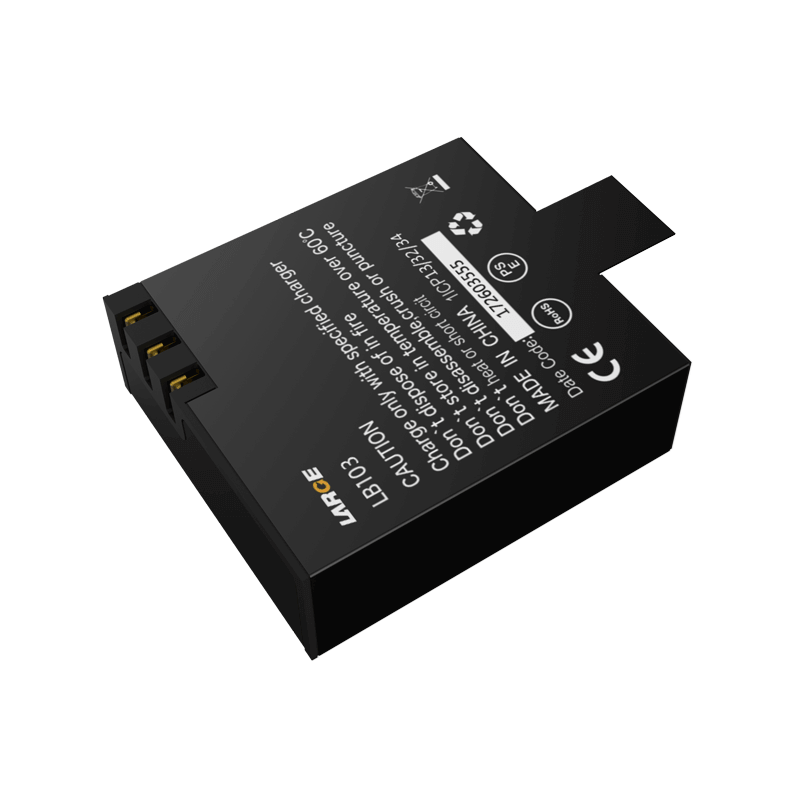 LARGE
LB103
CAUTION
Charge only with specified charger
Don't dispose of in fire
Don't store in temperature over 60℃
Don't disassemble.crush or puncture
Don't heat or short circit
MADE IN CHINA 1ICP13/32/34
Date Code:
172603555
CE
RoHS
PS
E